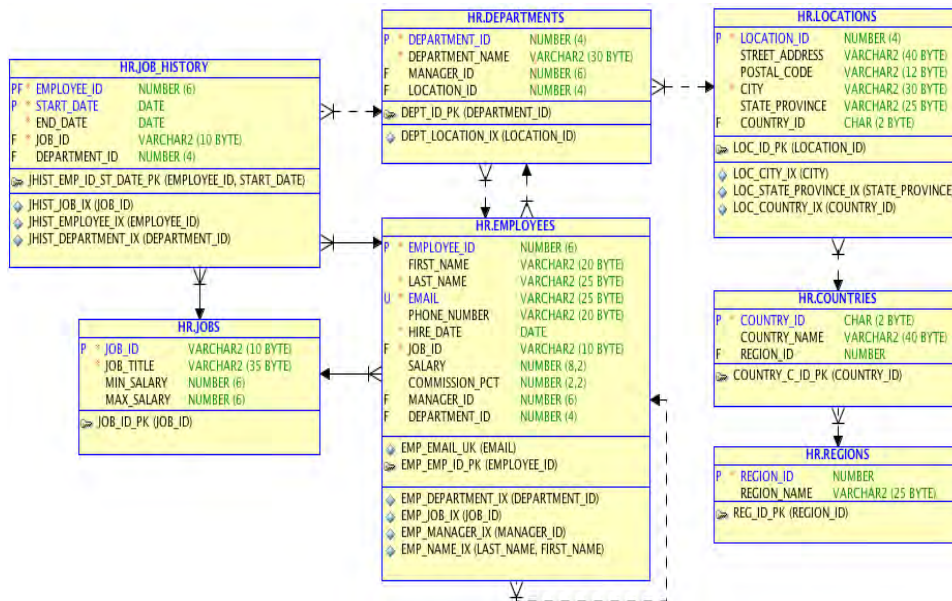 HR.JOB_HISTORY
PF * EMPLOYEE_ID NUMBER (6)
P * START_DATE DATE
* END_DATE DATE
F * JOB_ID VARCHAR2 (10 BYTE)
F DEPARTMENT_ID NUMBER (4)
JHIST_EMP_ID_ST_DATE_PK (EMPLOYEE_ID, START_DATE)
JHIST_JOB_IX (JOB_ID)
JHIST_EMPLOYEE_IX (EMPLOYEE_ID)
JHIST_DEPARTMENT_IX (DEPARTMENT_ID)
HR.JOBS
P * JOB_ID VARCHAR2 (10 BYTE)
* JOB_TITLE VARCHAR2 (35 BYTE)
MIN_SALARY NUMBER (6)
MAX_SALARY NUMBER (6)
JOB_ID_PK (JOB_ID)
HR.DEPARTMENTS
P * DEPARTMENT_ID NUMBER (4)
* DEPARTMENT_NAME VARCHAR2 (30 BYTE)
F MANAGER_ID NUMBER (6)
F LOCATION_ID NUMBER (4)
DEPT_ID_PK (DEPARTMENT_ID)
DEPT_LOCATION_IX (LOCATION_ID)
HR.EMPLOYEES
P * EMPLOYEE_ID NUMBER (6)
FIRST_NAME VARCHAR2 (20 BYTE)
* LAST_NAME VARCHAR2 (25 BYTE)
U * EMAIL VARCHAR2 (25 BYTE)
PHONE_NUMBER VARCHAR2 (20 BYTE)
* HIRE_DATE DATE
F * JOB_ID VARCHAR2 (10 BYTE)
SALARY NUMBER (8,2)
COMMISSION_PCT NUMBER (2,2)
F MANAGER_ID NUMBER (6)
F DEPARTMENT_ID NUMBER (4)
EMP_EMAIL_UK (EMAIL)
EMP_EMP_ID_PK (EMPLOYEE_ID)
EMP_DEPARTMENT_IX (DEPARTMENT_ID)
EMP_JOB_IX (JOB_ID)
EMP_MANAGER_IX (MANAGER_ID)
EMP_NAME_IX (LAST_NAME, FIRST_NAME)
HR.LOCATIONS
P * LOCATION_ID NUMBER (4)
STREET_ADDRESS VARCHAR2 (40 BYTE)
POSTAL_CODE VARCHAR2 (12 BYTE)
* CITY VARCHAR2 (30 BYTE)
STATE_PROVINCE VARCHAR2 (25 BYTE)
F COUNTRY_ID CHAR (2 BYTE)
LOC_ID_PK (LOCATION_ID)
LOC_CITY_IX (CITY)
LOC_STATE_PROVINCE_IX (STATE_PROVINCE
LOC_COUNTRY_IX (COUNTRY_ID)
HR.COUNTRIES
P * COUNTRY_ID CHAR (2 BYTE)
COUNTRY_NAME VARCHAR2 (40 BYTE)
F REGION_ID NUMBER
COUNTRY_C_ID_PK (COUNTRY_ID)
HR.REGIONS
P * REGION_ID NUMBER
REGION_NAME VARCHAR2 (25 BYTE)
REG_ID_PK (REGION_ID)